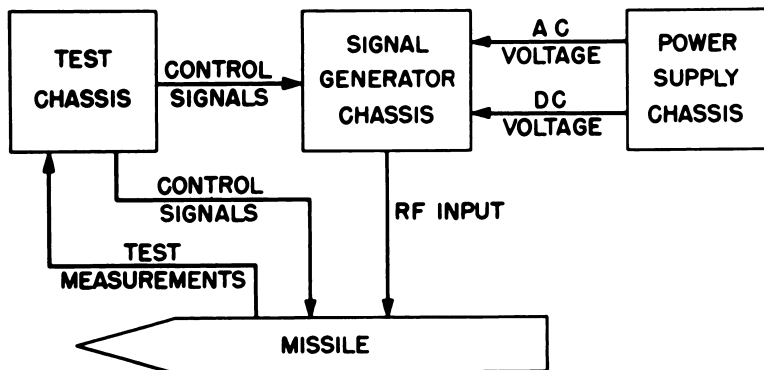 TEST
CHASSIS
CONTROL
SIGNALS
SIGNAL
GENERATOR
CHASSIS
AC
VOLTAGE
DC
VOLTAGE
POWER
SUPPLY
CHASSIS
CONTROL
SIGNALS
RF INPUT
TEST
MEASUREMENTS
MISSILE